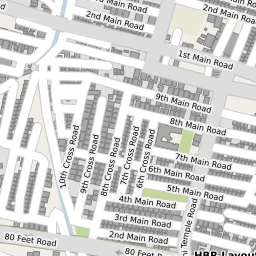 3rd Main Road
2nd Main Road
1st Main Road
9th Main Road
8th Main Road
7th Main Road
6th Main Road
5th Main Road
4th Main Road
3rd Main Road
2nd Main Road
10th Cross Road
9th Cross Road
8th Cross Road
7th Cross Road
6th Cross Road
Temple Road
HBR Layou
80 Feet Road
80 Feet Road